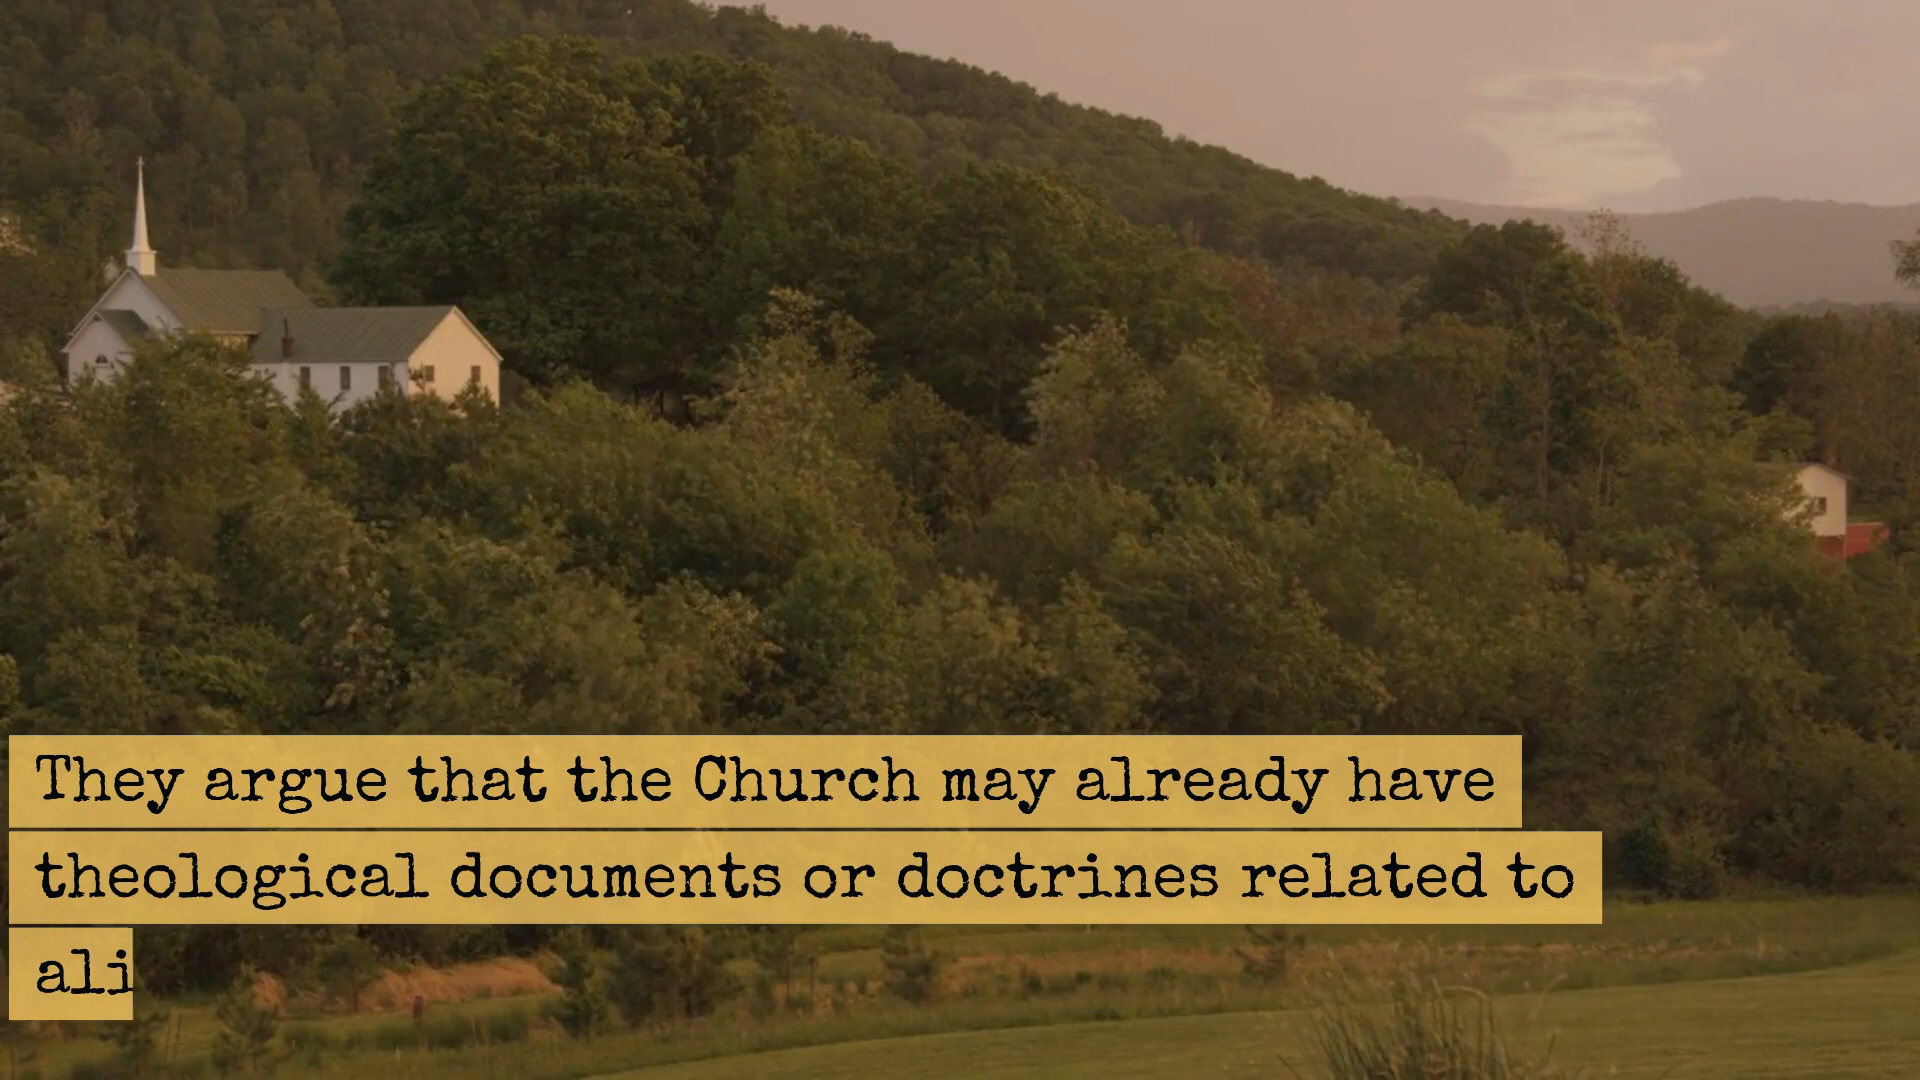 They argue that the Church may already have
theological documents or doctrines related to
ali